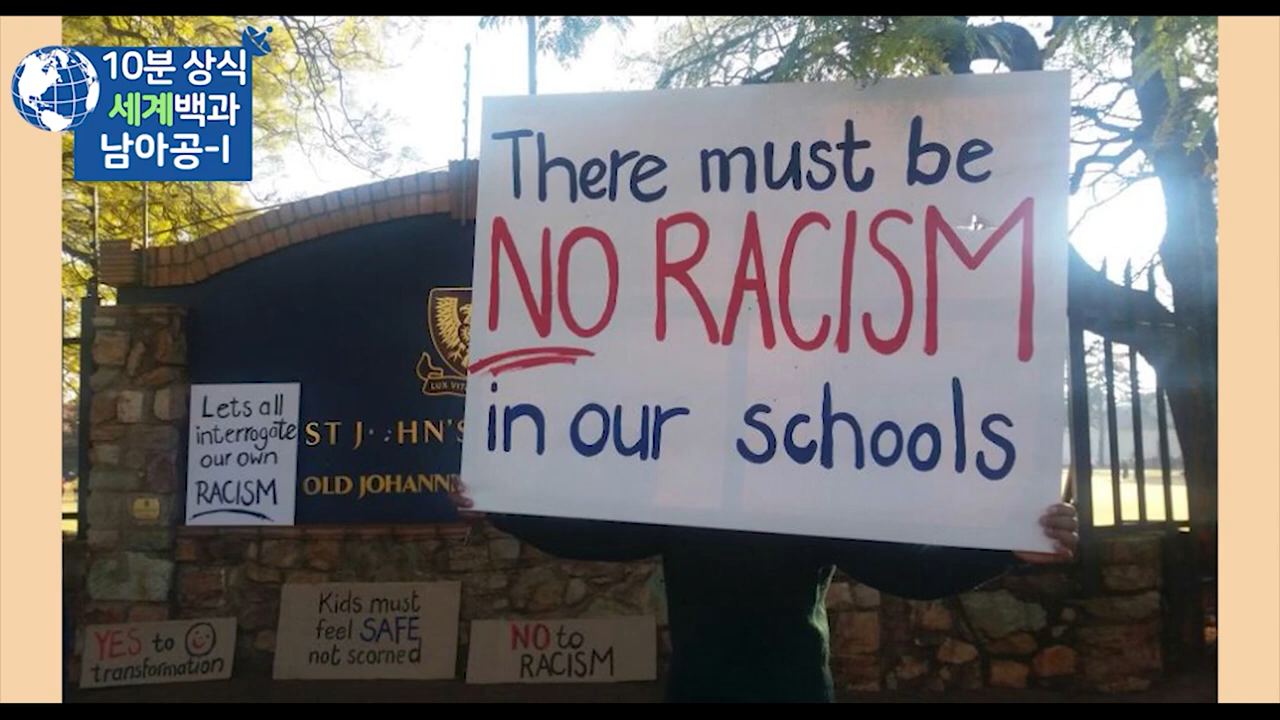 10분 상식
세계백과
남아공-I
There must be
NO RACISM
in our schools
Lets all
interrogate
our own
RACISM
ST J HN'S
OLD JOHANN
LUX
YES to
transformation
Kids must
feel SAFE
not scorned
NO to
RACISM